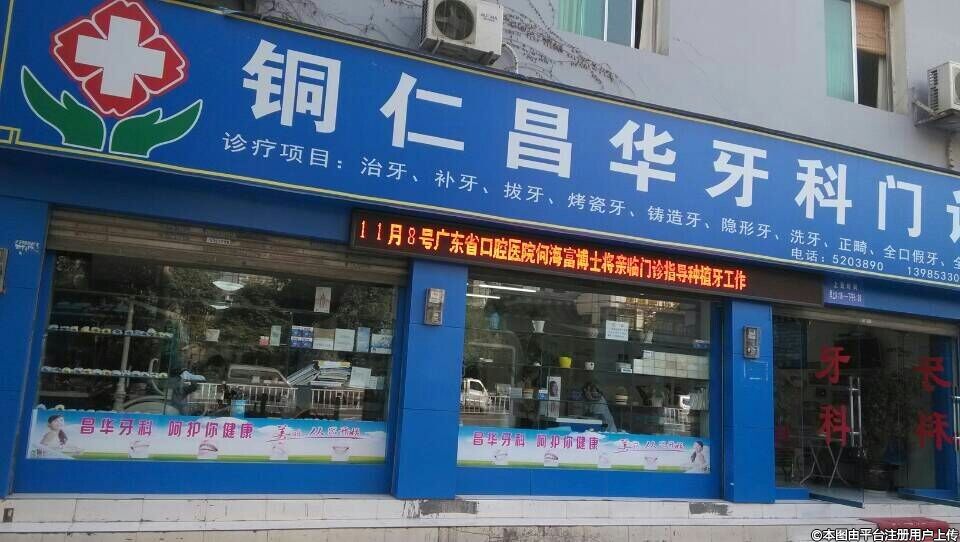 铜仁昌华牙科门诊
诊疗项目：治牙、补牙、拔牙、烤瓷牙、铸造牙、隐形牙、洗牙、正畸、全口假牙、全
电话：5203890 13985330
11月8号广东省口腔医院何海富博士将亲临门诊指导种植牙工作
昌华牙科 呵护你健康
昌华牙科 呵护你健康
牙科
©本图由平台注册用户上传